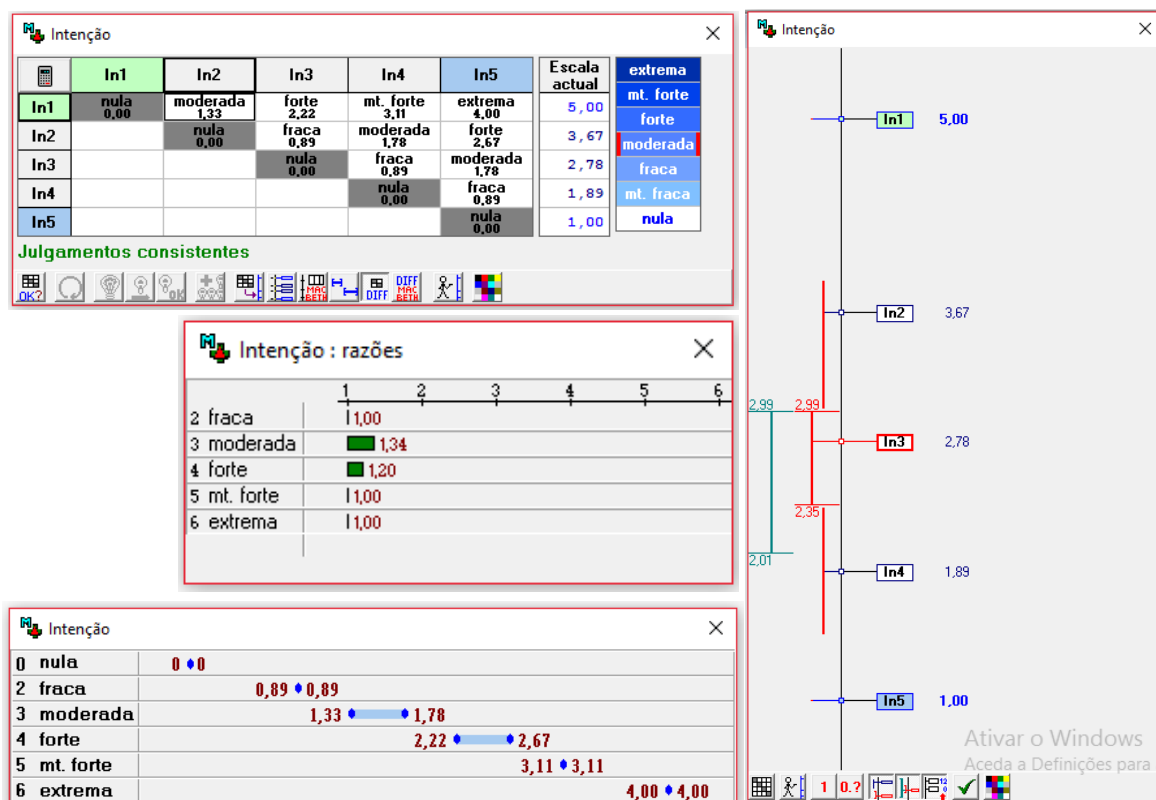 Intenção
In1 In2 In3 In4 In5 Escala actual
In1 nula 0,00 moderada 1,33 forte 2,22 mt. forte 3,11 extrema 4,00 5,00
In2 nula 0,00 fraca 0,89 moderada 1,78 forte 2,67 3,67
In3 nula 0,00 fraca 0,89 moderada 1,78 2,78
In4 nula 0,00 fraca 0,89 1,89
In5 nula 0,00 1,00
extrema
mt. forte
forte
moderada
fraca
mt. fraca
nula
Julgamentos consistentes
OK? OK MAC BETH DIFF DIFF MAC BETH
Intenção : razões
1 2 3 4 5 6
2 fraca 1,00
3 moderada 1,34
4 forte 1,20
5 mt. forte 1,00
6 extrema 1,00
Intenção
0 nula 0 0
2 fraca 0,89 0,89
3 moderada 1,33 1,78
4 forte 2,22 2,67
5 mt. forte 3,11 3,11
6 extrema 4,00 4,00
Intenção
In1 5,00
In2 3,67
2,99 2,99
In3 2,78
2,35
2,01
In4 1,89
In5 1,00
Ativar o Windows
Aceda a Definições para
1 0.?